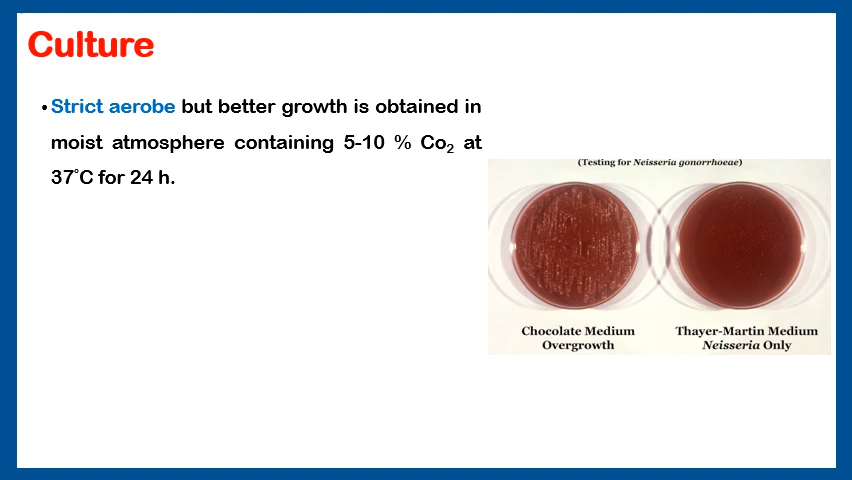 Culture
• Strict aerobe but better growth is obtained in
moist atmosphere containing 5-10 % Co₂ at
37°C for 24 h.
(Testing for Neisseria gonorrhoeae)
Chocolate Medium
Overgrowth
Thayer-Martin Medium
Neisseria Only